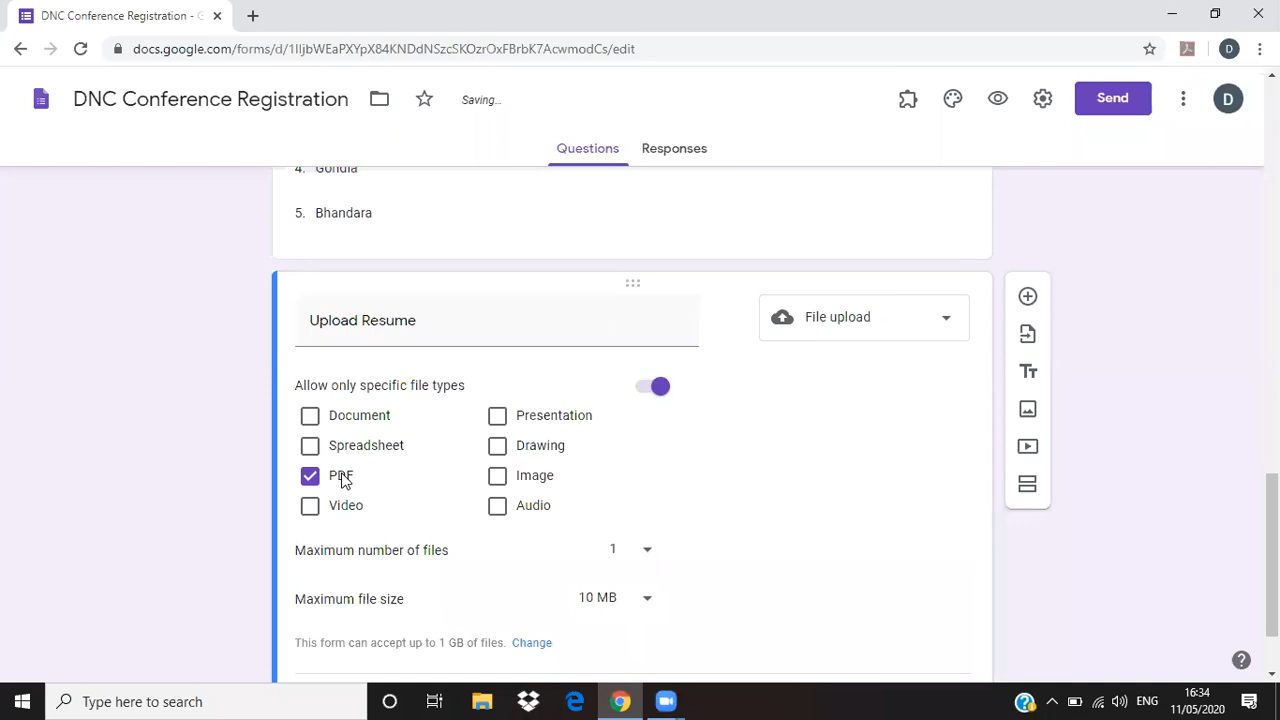 DNC Conference Registration - G
docs.google.com/forms/d/1lIjbWEaPXYpX84KNDdNSzcSKOzrOxFBrbK7AcwmodCs/edit
D
DNC Conference Registration
Saving...
Send
D
Questions
Responses
4. Gondia
5. Bhandara
Upload Resume
File upload
Allow only specific file types
Document
Presentation
Spreadsheet
Drawing
PDF
Image
Video
Audio
Maximum number of files
1
Maximum file size
10 MB
This form can accept up to 1 GB of files. Change
Type here to search
ENG
16:34
11/05/2020